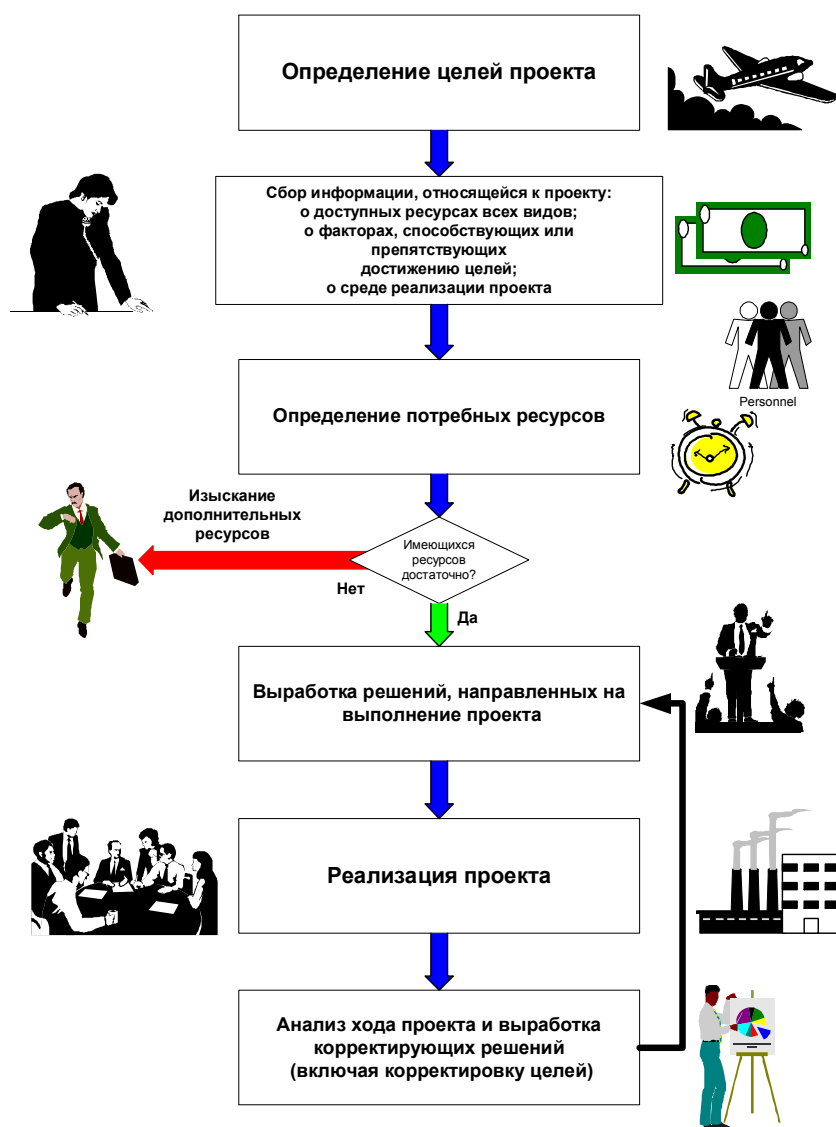 Определение целей проекта
Сбор информации, относящейся к проекту:
о доступных ресурсах всех видов;
о факторах, способствующих или
препятствующих
достижению целей;
о среде реализации проекта
Personnel
Определение потребных ресурсов
Изыскание
дополнительных
ресурсов
Имеющихся
ресурсов
достаточно?
Нет
Да
Выработка решений, направленных на
выполнение проекта
Реализация проекта
Анализ хода проекта и выработка
корректирующих решений
(включая корректировку целей)